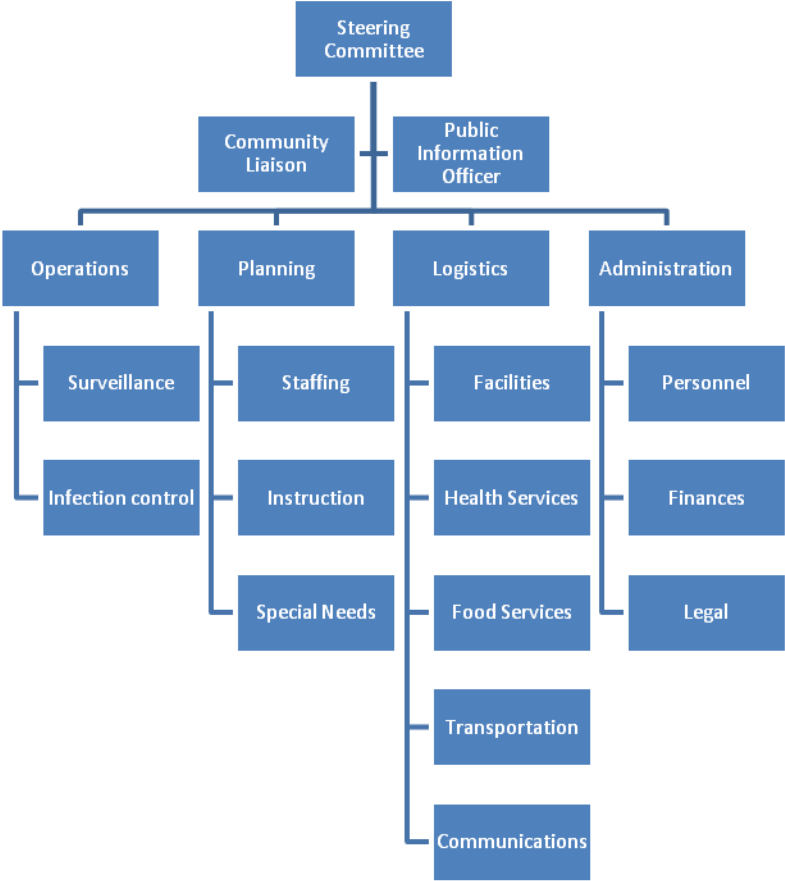 Steering
Committee
Community
Liaison
Public
Information
Officer
Operations
Planning
Logistics
Administration
Surveillance
Staffing
Facilities
Personnel
Infection control
Instruction
Health Services
Finances
Special Needs
Food Services
Legal
Transportation
Communications